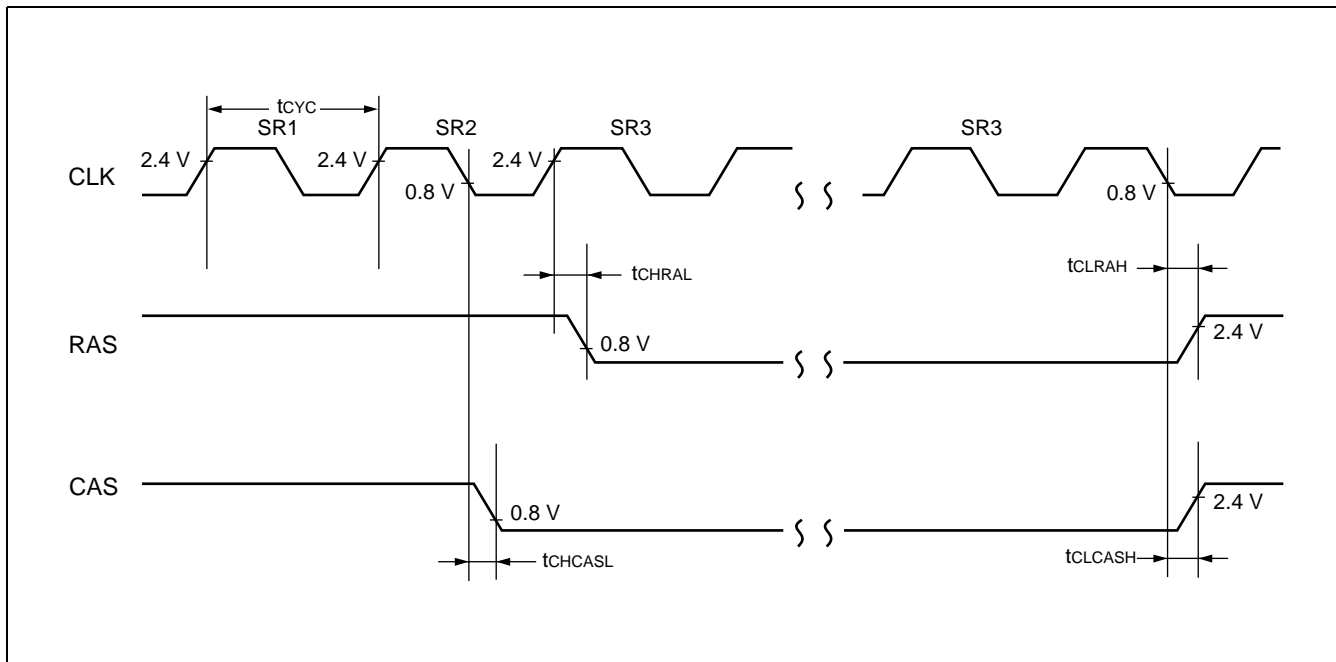 tCYC
SR1 SR2 SR3 SR3
2.4 V 2.4 V 2.4 V
CLK
0.8 V 0.8 V
tCHRAL tCLRAH
RAS
0.8 V 2.4 V
CAS
0.8 V 2.4 V
tCHCASL tCLCASH